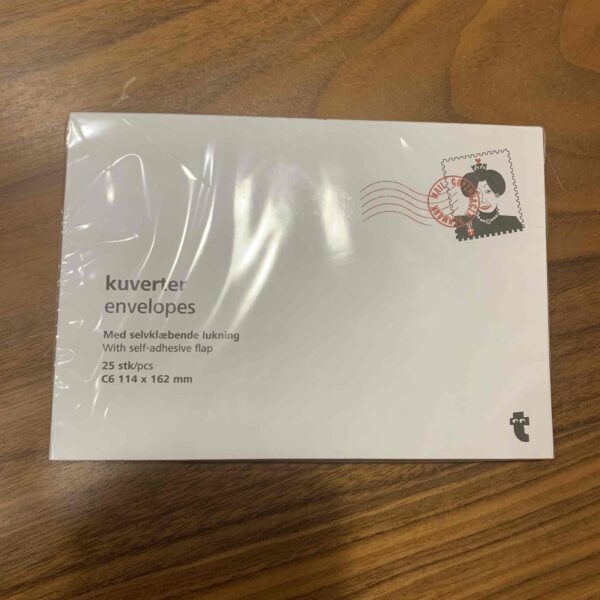 kuverter
envelopes
Med selvklæbende lukning
With self-adhesive flap
25 stk/pcs
C6 114 x 162 mm
t